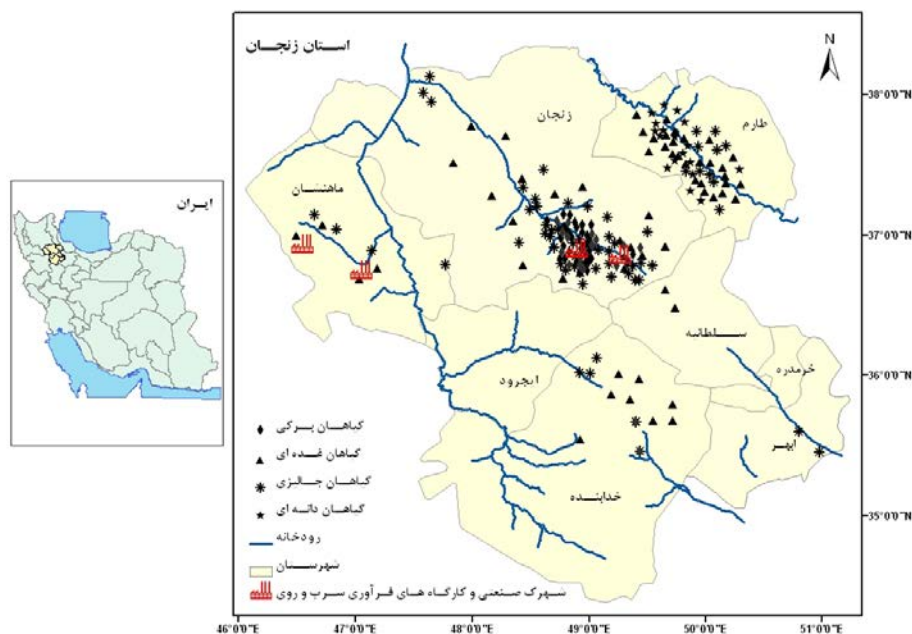 استان زنجان
N
38°0'0"N
37°0'0"N
36°0'0"N
35°0'0"N
زنجان
طارم
ماهنشان
ایران
سلطانیه
خرمدره
ابهر
ایجرود
خدابنده
گیاهان برگی
گیاهان غده ای
گیاهان جالیزی
گیاهان دانه ای
رودخانه
شهرستان
شهرک صنعتی و کارگاه های فرآوری سرب و روی
46°0'0"E
47°0'0"E
48°0'0"E
49°0'0"E
50°0'0"E
51°0'0"E